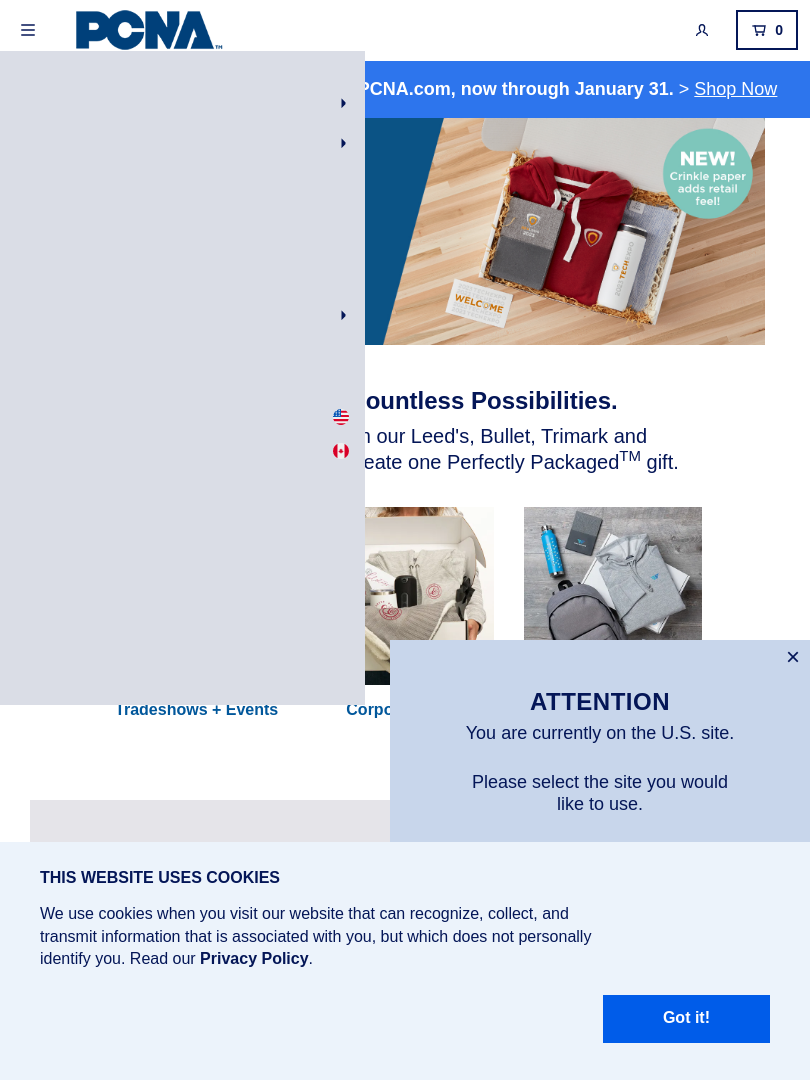 PCNA™
0
PCNA.com, now through January 31. > Shop Now
NEW!
Crinkle paper
adds retail
feel!
WELCOME
ountless Possibilities.
our Leed's, Bullet, Trimark and
eate one Perfectly Packaged™ gift.
Tradeshows + Events
Corpo
×
ATTENTION
You are currently on the U.S. site.
Please select the site you would
like to use.
THIS WEBSITE USES COOKIES
We use cookies when you visit our website that can recognize, collect, and
transmit information that is associated with you, but which does not personally
identify you. Read our Privacy Policy.
Got it!